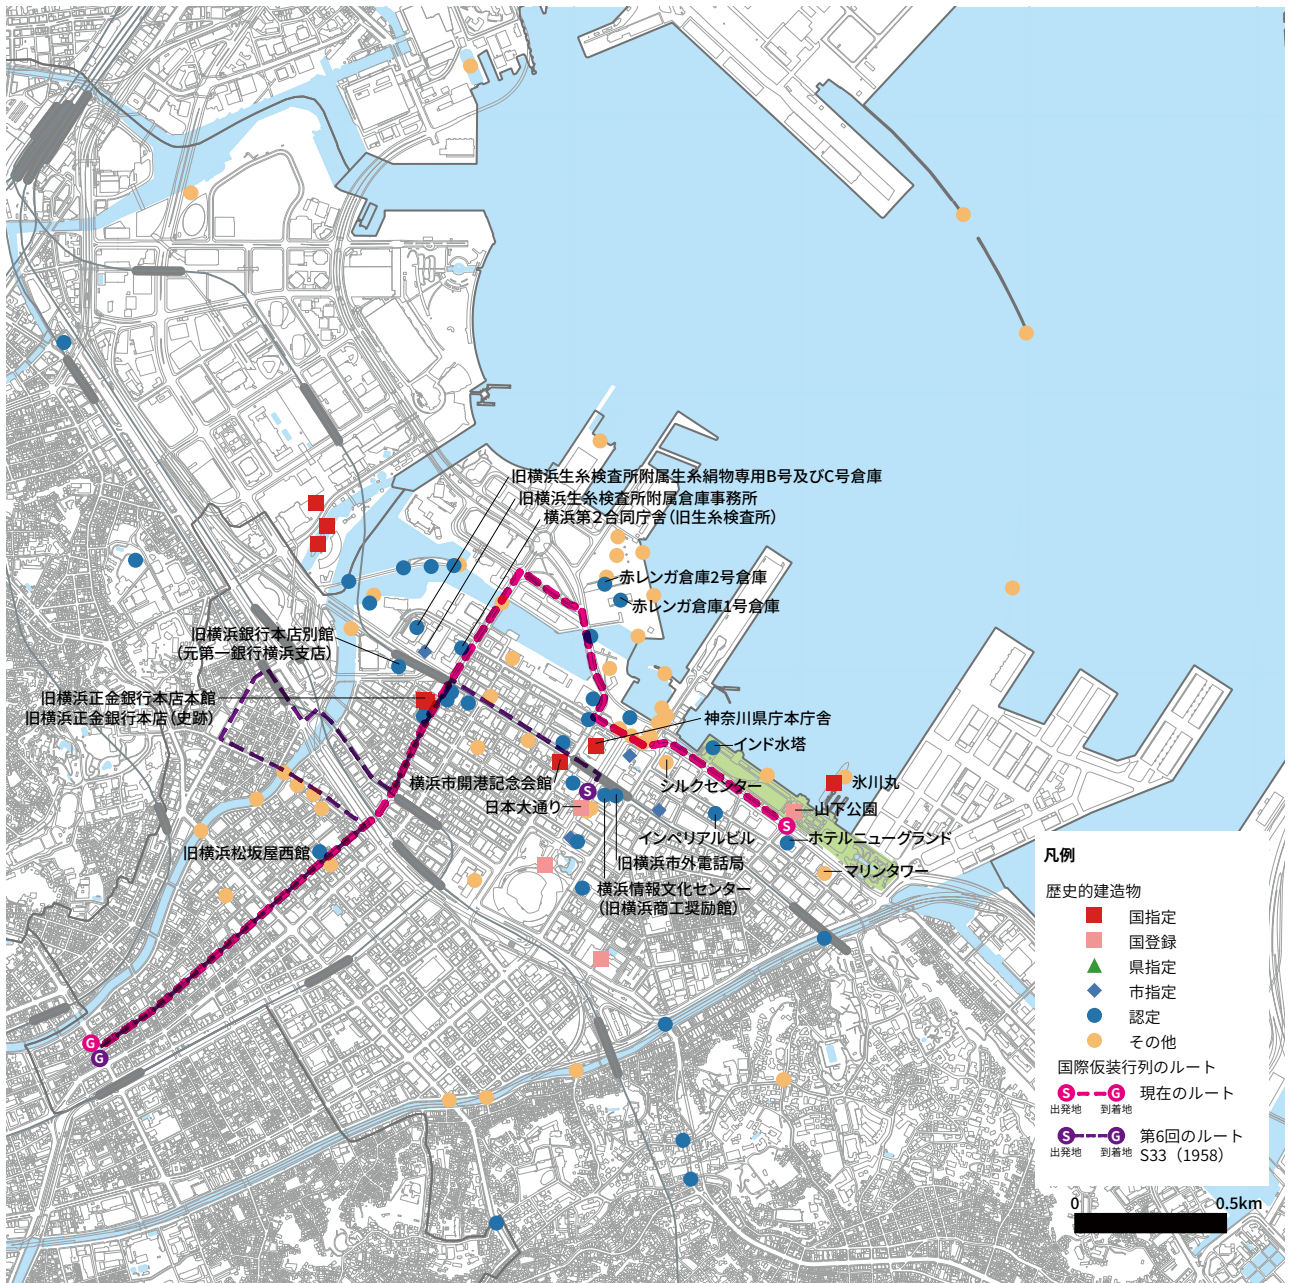 旧横浜生糸検査所附属生糸絹物専用B号及びC号倉庫
旧横浜生糸検査所附属倉庫事務所
横浜第2合同庁舎（旧生糸検査所）
赤レンガ倉庫2号倉庫
赤レンガ倉庫1号倉庫
旧横浜銀行本店別館
（元第一銀行横浜支店）
旧横浜正金銀行本店本館
旧横浜正金銀行本店（史跡）
神奈川県庁本庁舎
インド水塔
横浜市開港記念会館
シルクセンター
氷川丸
日本大通り
山下公園
S
S
インペリアルビル
ホテルニューグランド
旧横浜松坂屋西館
旧横浜市外電話局
マリンタワー
横浜情報文化センター
（旧横浜商工奨励館）
G
G
凡例
歴史的建造物
国指定
国登録
県指定
市指定
認定
その他
国際仮装行列のルート
S G 現在のルート
出発地 到着地
S G 第6回のルート
出発地 到着地 S33（1958）
0 0.5km